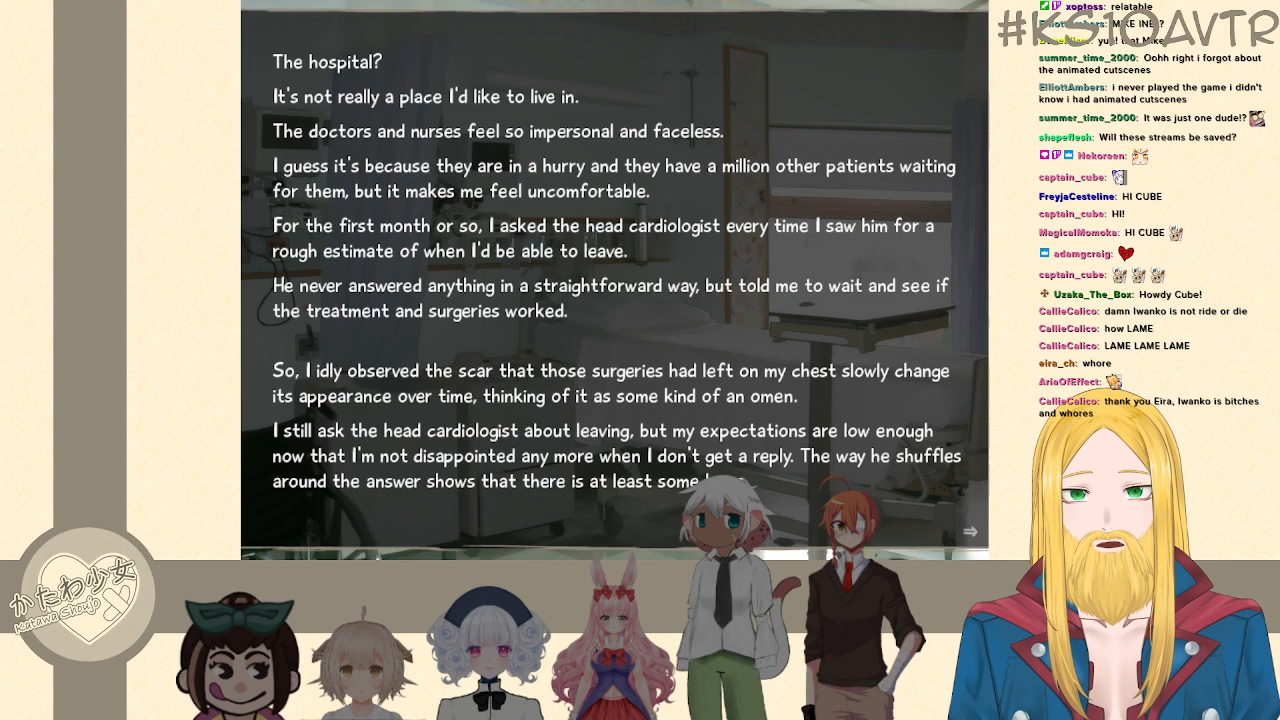 The hospital?
It's not really a place I'd like to live in.
The doctors and nurses feel so impersonal and faceless.
I guess it's because they are in a hurry and they have a million other patients waiting
for them, but it makes me feel uncomfortable.
For the first month or so, I asked the head cardiologist every time I saw him for a
rough estimate of when I'd be able to leave.
He never answered anything in a straightforward way, but told me to wait and see if
the treatment and surgeries worked.
So, I idly observed the scar that those surgeries had left on my chest slowly change
its appearance over time, thinking of it as some kind of an omen.
I still ask the head cardiologist about leaving, but my expectations are low enough
now that I'm not disappointed any more when I don't get a reply. The way he shuffles
around the answer shows that there is at least some
#KS10AVTR
xoptoss: relatable
summer_time_2000: Oohh right i forgot about
the animated cutscenes
ElliottAmbers: i never played the game i didn't
know i had animated cutscenes
summer_time_2000: It was just one dude!?
shapeflesh: Will these streams be saved?
Nekoreen:
captain_cube:
FreyjaCesteline: HI CUBE
captain_cube: HI!
MagicalMomoka: HI CUBE
adamgcraig:
captain_cube:
Uzaka_The_Box: Howdy Cube!
CallieCalico: damn Iwanko is not ride or die
CallieCalico: how LAME
CallieCalico: LAME LAME LAME
eira_ch: whore
AriaOfEffect:
CallieCalico: thank you Eira, Iwanko is bitches
and whores
かたわ少女
Katawa Shoujo